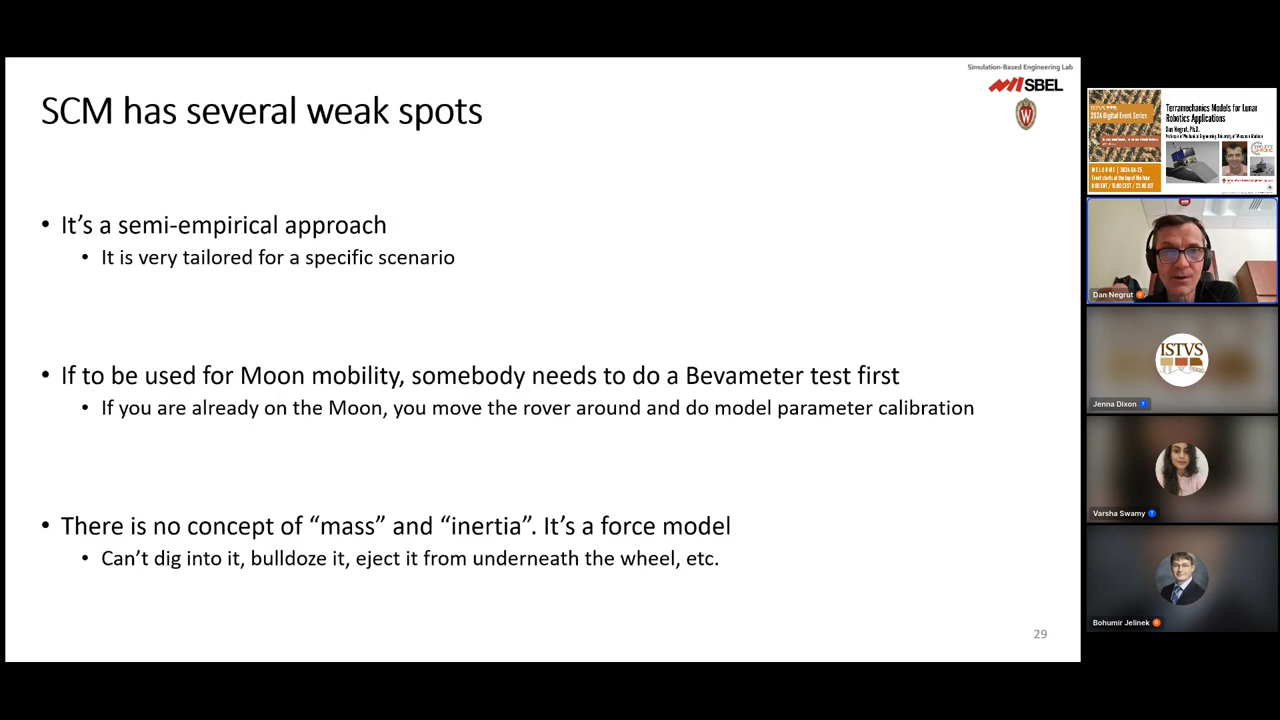 Simulation-Based Engineering Lab
SBEL
W
SCM has several weak spots
• It’s a semi-empirical approach
• It is very tailored for a specific scenario
• If to be used for Moon mobility, somebody needs to do a Bevameter test first
• If you are already on the Moon, you move the rover around and do model parameter calibration
• There is no concept of “mass” and “inertia”. It’s a force model
• Can’t dig into it, bulldoze it, eject it from underneath the wheel, etc.
29
2024 Digital Event Series
Terramechanics Models for Lunar
Robotics Applications
Dan Negrut, Ph.D.
Dan Negrut
ISTVS
Jenna Dixon
Varsha Swamy
Bohumir Jelinek